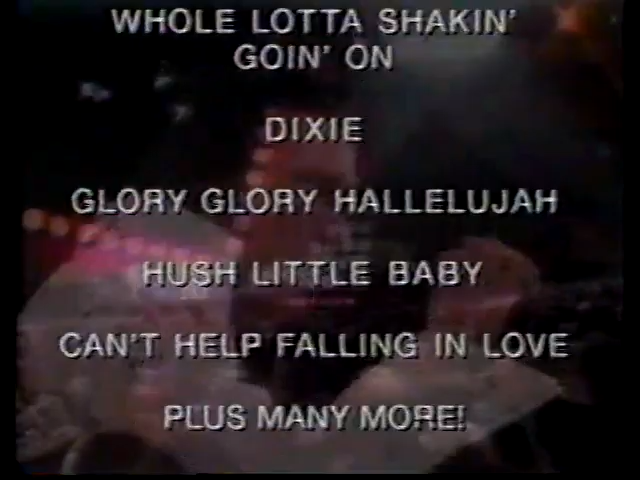 WHOLE LOTTA SHAKIN'
GOIN' ON
DIXIE
GLORY GLORY HALLELUJAH
HUSH LITTLE BABY
CAN'T HELP FALLING IN LOVE
PLUS MANY MORE!